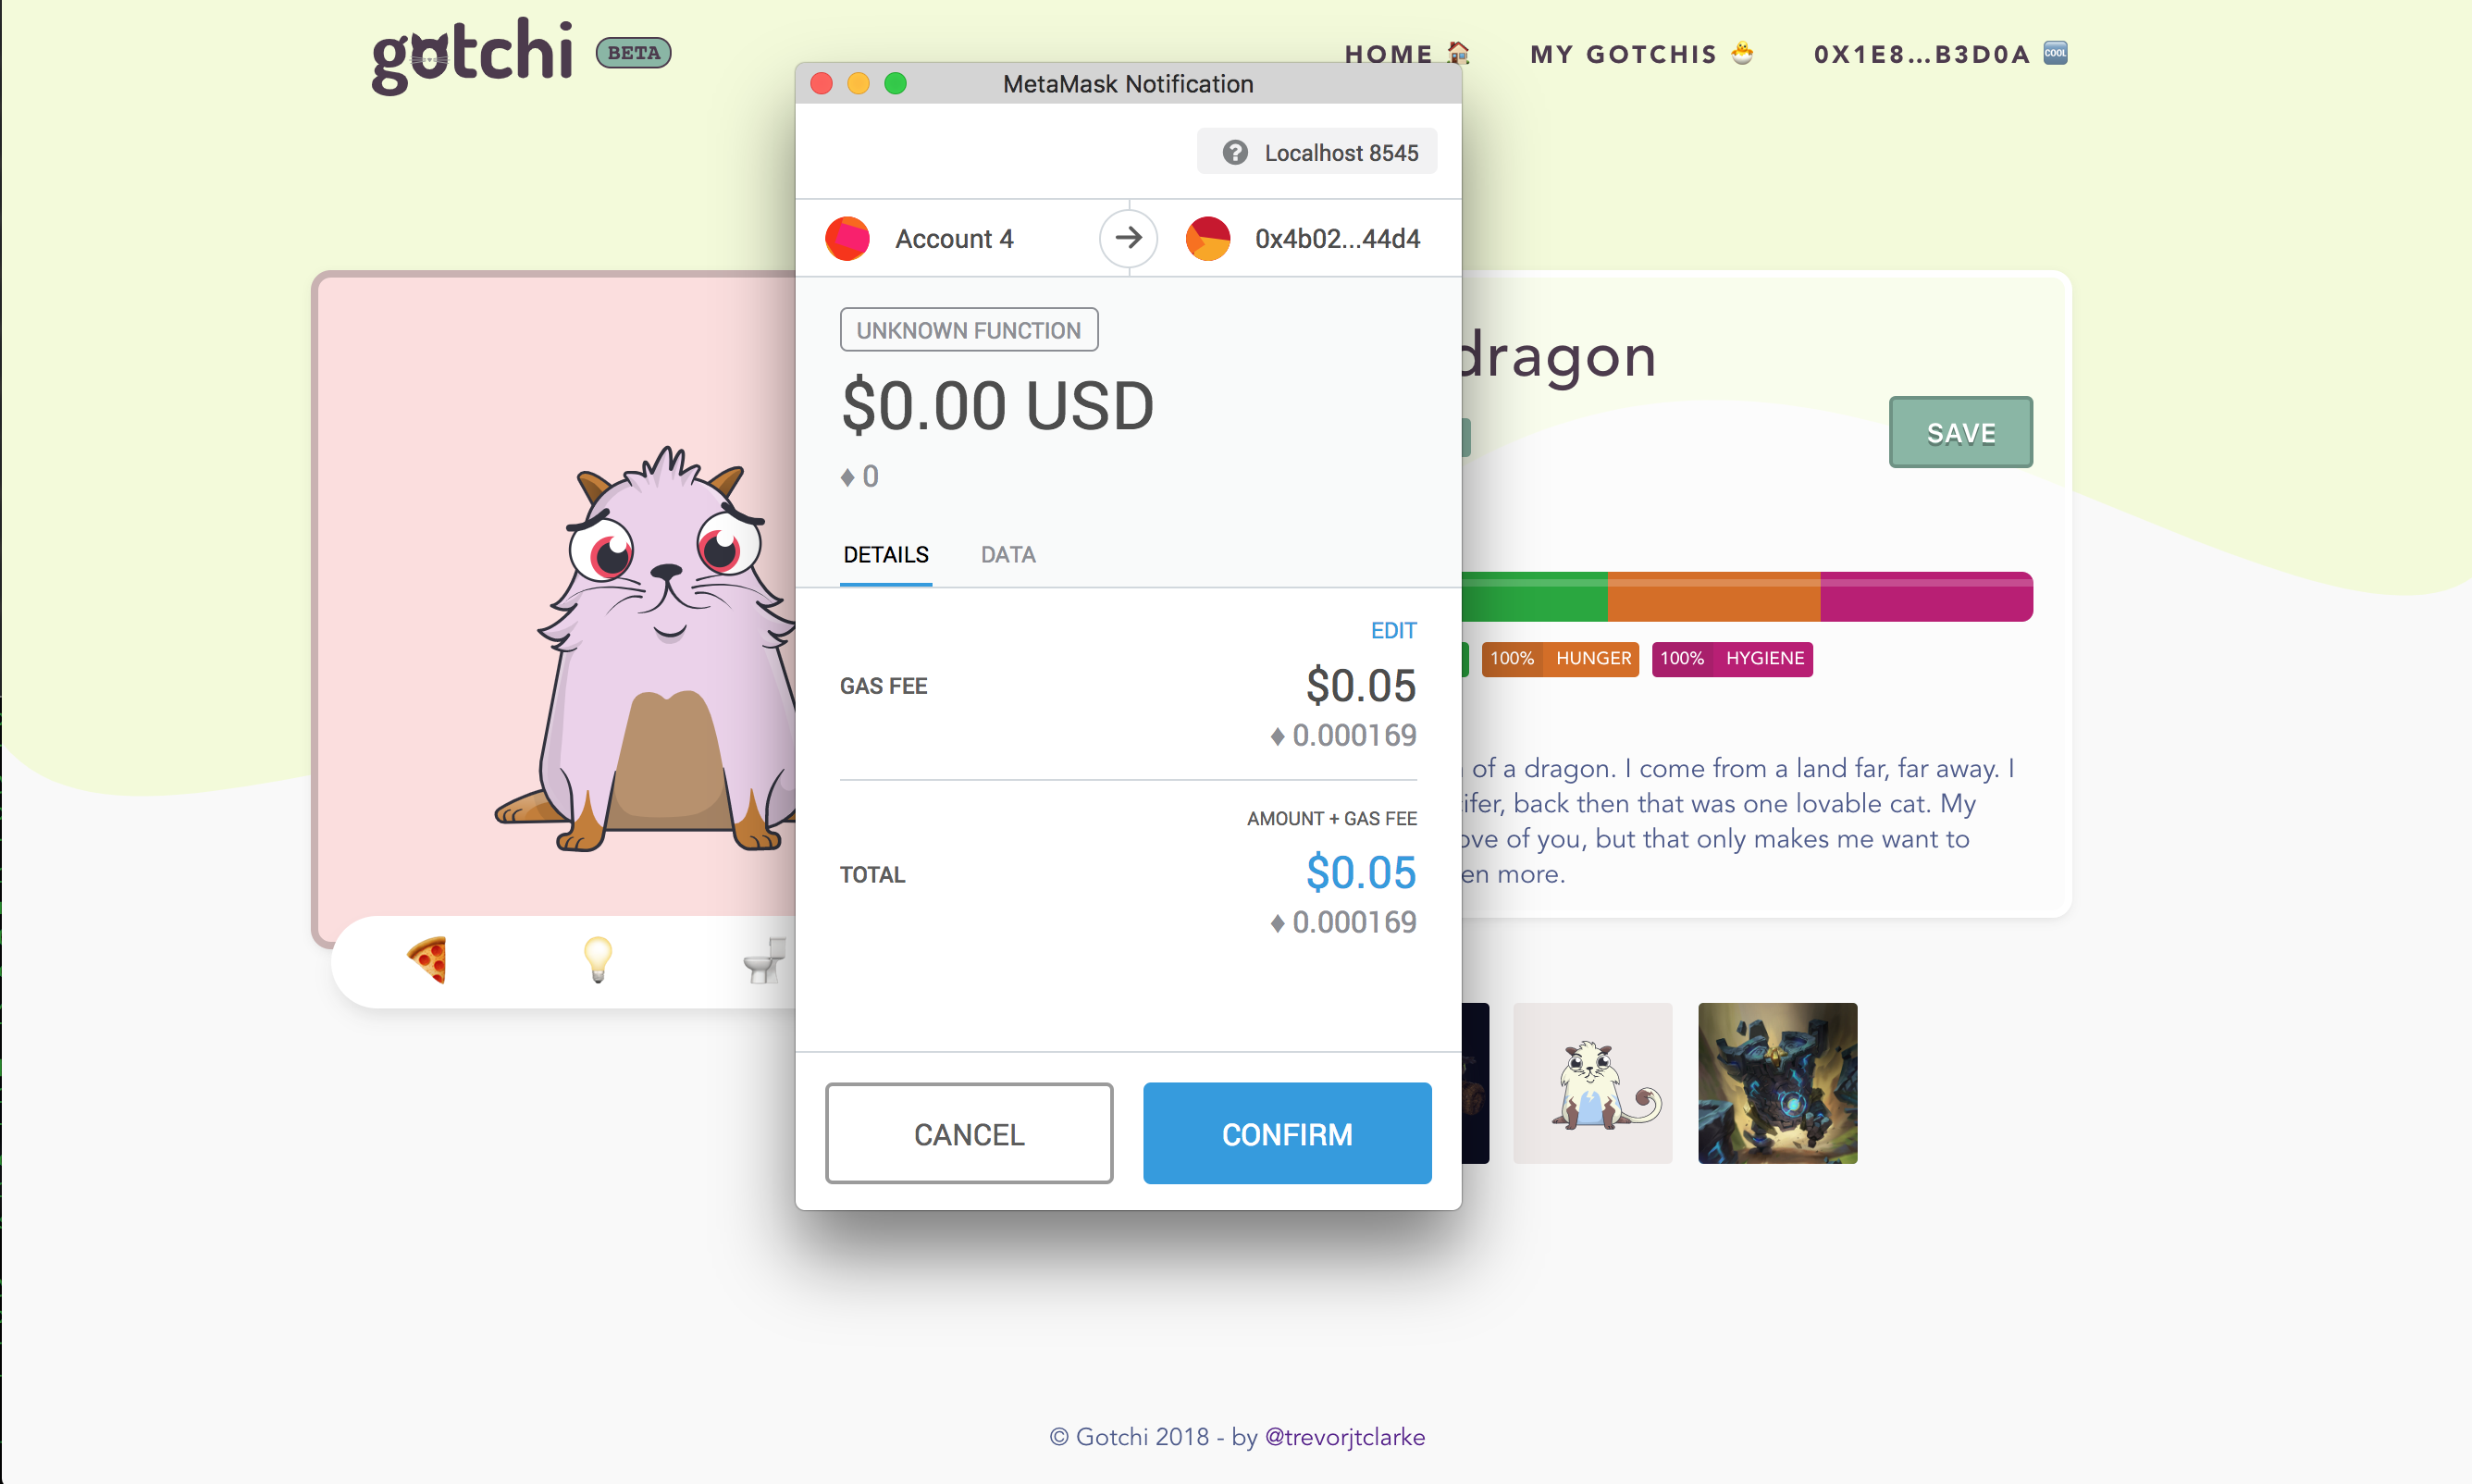 gotchi BETA
HOME MY GOTCHIS 0X1E8...B3D0A COOL
MetaMask Notification
Localhost 8545
Account 4 0x4b02...44d4
UNKNOWN FUNCTION
$0.00 USD
0
DETAILS DATA
EDIT
GAS FEE $0.05
0.000169
AMOUNT + GAS FEE
TOTAL $0.05
0.000169
CANCEL CONFIRM
dragon
SAVE
100% HUNGER 100% HYGIENE
of a dragon. I come from a land far, far away. I
back then that was one lovable cat. My
of you, but that only makes me want to
more.
© Gotchi 2018 - by @trevorjtclarke